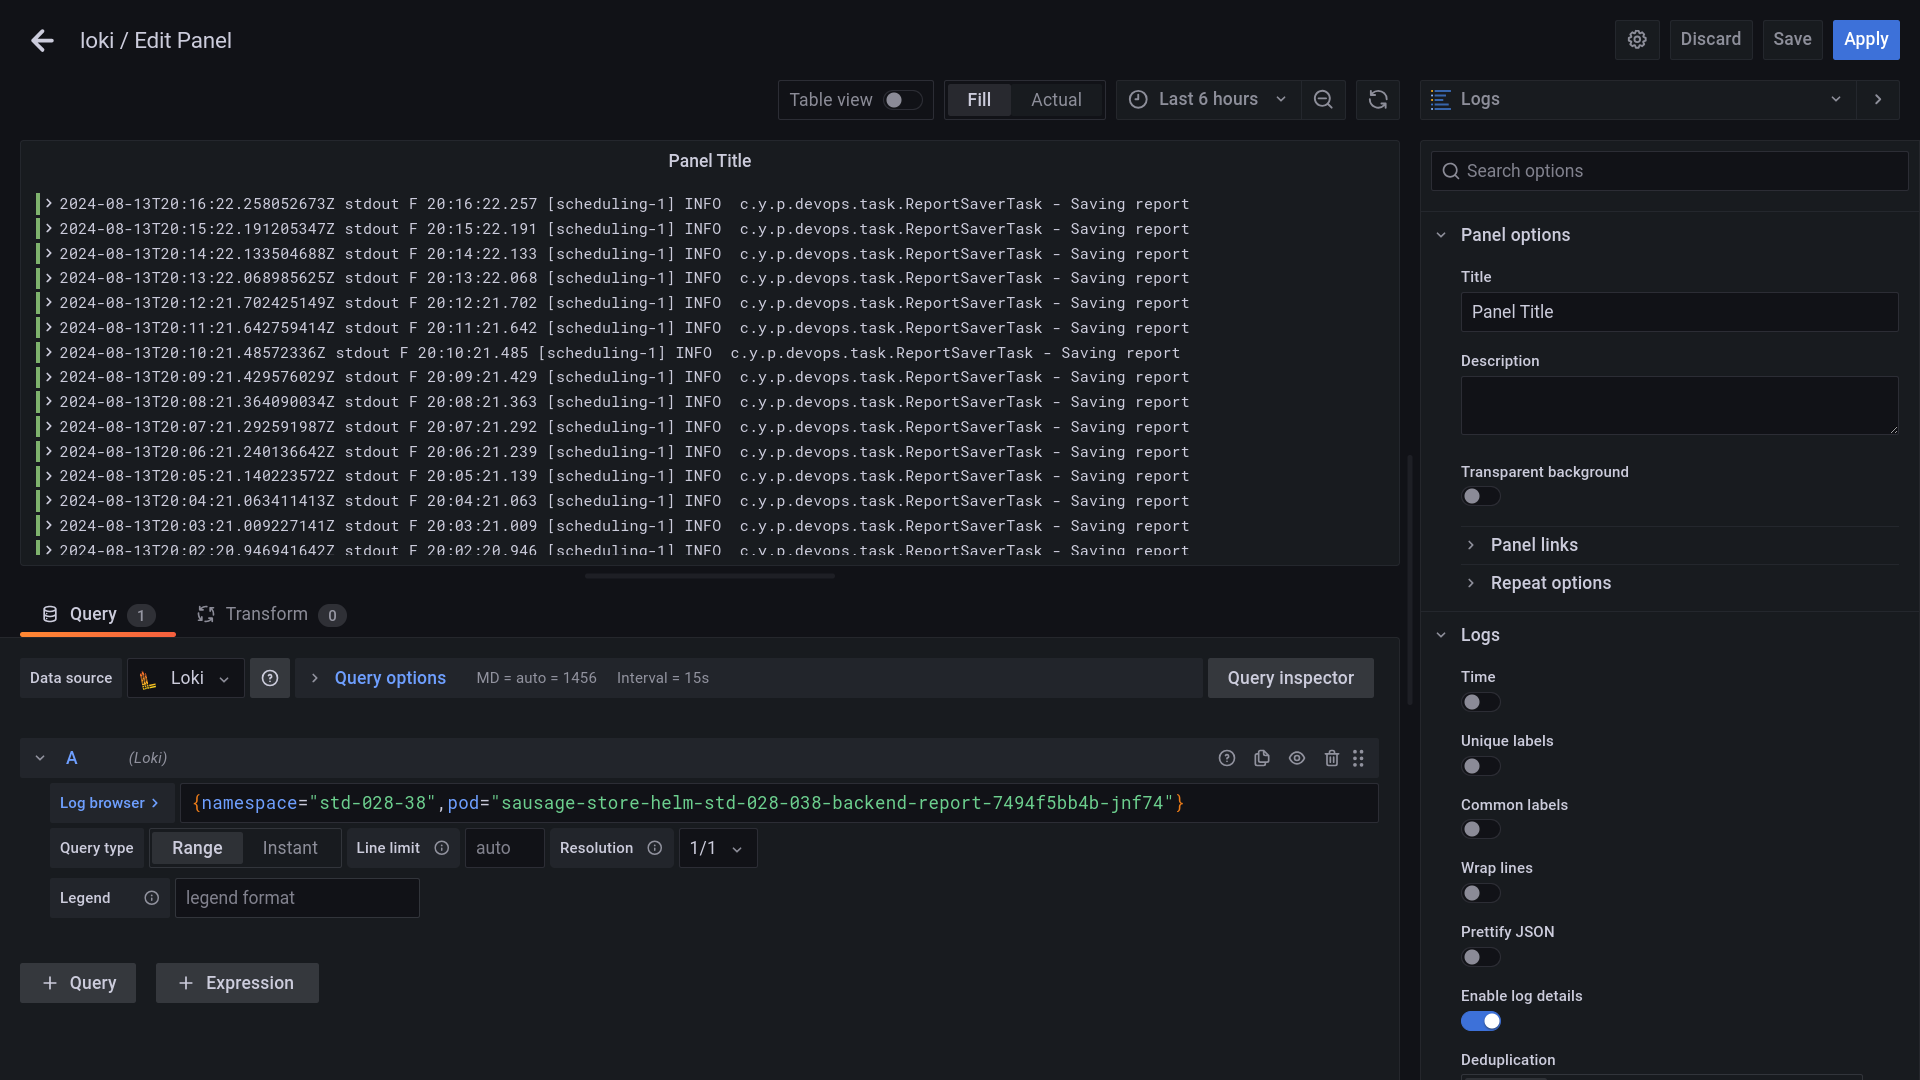 loki / Edit Panel
Discard
Save
Apply
Table view
Fill
Actual
Last 6 hours
Logs
Panel Title
2024-08-13T20:16:22.258052673Z stdout F 20:16:22.257 [scheduling-1] INFO  c.y.p.devops.task.ReportSaverTask - Saving report
2024-08-13T20:15:22.191205347Z stdout F 20:15:22.191 [scheduling-1] INFO  c.y.p.devops.task.ReportSaverTask - Saving report
2024-08-13T20:14:22.133504688Z stdout F 20:14:22.133 [scheduling-1] INFO  c.y.p.devops.task.ReportSaverTask - Saving report
2024-08-13T20:13:22.068985625Z stdout F 20:13:22.068 [scheduling-1] INFO  c.y.p.devops.task.ReportSaverTask - Saving report
2024-08-13T20:12:21.702425149Z stdout F 20:12:21.702 [scheduling-1] INFO  c.y.p.devops.task.ReportSaverTask - Saving report
2024-08-13T20:11:21.642759414Z stdout F 20:11:21.642 [scheduling-1] INFO  c.y.p.devops.task.ReportSaverTask - Saving report
2024-08-13T20:10:21.48572336Z stdout F 20:10:21.485 [scheduling-1] INFO  c.y.p.devops.task.ReportSaverTask - Saving report
2024-08-13T20:09:21.429576029Z stdout F 20:09:21.429 [scheduling-1] INFO  c.y.p.devops.task.ReportSaverTask - Saving report
2024-08-13T20:08:21.364090034Z stdout F 20:08:21.363 [scheduling-1] INFO  c.y.p.devops.task.ReportSaverTask - Saving report
2024-08-13T20:07:21.292591987Z stdout F 20:07:21.292 [scheduling-1] INFO  c.y.p.devops.task.ReportSaverTask - Saving report
2024-08-13T20:06:21.240136642Z stdout F 20:06:21.239 [scheduling-1] INFO  c.y.p.devops.task.ReportSaverTask - Saving report
2024-08-13T20:05:21.140223572Z stdout F 20:05:21.139 [scheduling-1] INFO  c.y.p.devops.task.ReportSaverTask - Saving report
2024-08-13T20:04:21.063411413Z stdout F 20:04:21.063 [scheduling-1] INFO  c.y.p.devops.task.ReportSaverTask - Saving report
2024-08-13T20:03:21.009227141Z stdout F 20:03:21.009 [scheduling-1] INFO  c.y.p.devops.task.ReportSaverTask - Saving report
2024-08-13T20:02:20.946941642Z stdout F 20:02:20.946 [scheduling-1] INFO  c.y.p.devops.task.ReportSaverTask - Saving report
Query 1
Transform 0
Data source
Loki
Query options
MD = auto = 1456
Interval = 15s
Query inspector
A
(Loki)
Log browser
{namespace="std-028-38",pod="sausage-store-helm-std-028-038-backend-report-7494f5bb4b-jnf74"}
Query type
Range
Instant
Line limit
auto
Resolution
1/1
Legend
legend format
+ Query
+ Expression
Search options
Panel options
Title
Panel Title
Description
Transparent background
Panel links
Repeat options
Logs
Time
Unique labels
Common labels
Wrap lines
Prettify JSON
Enable log details
Deduplication